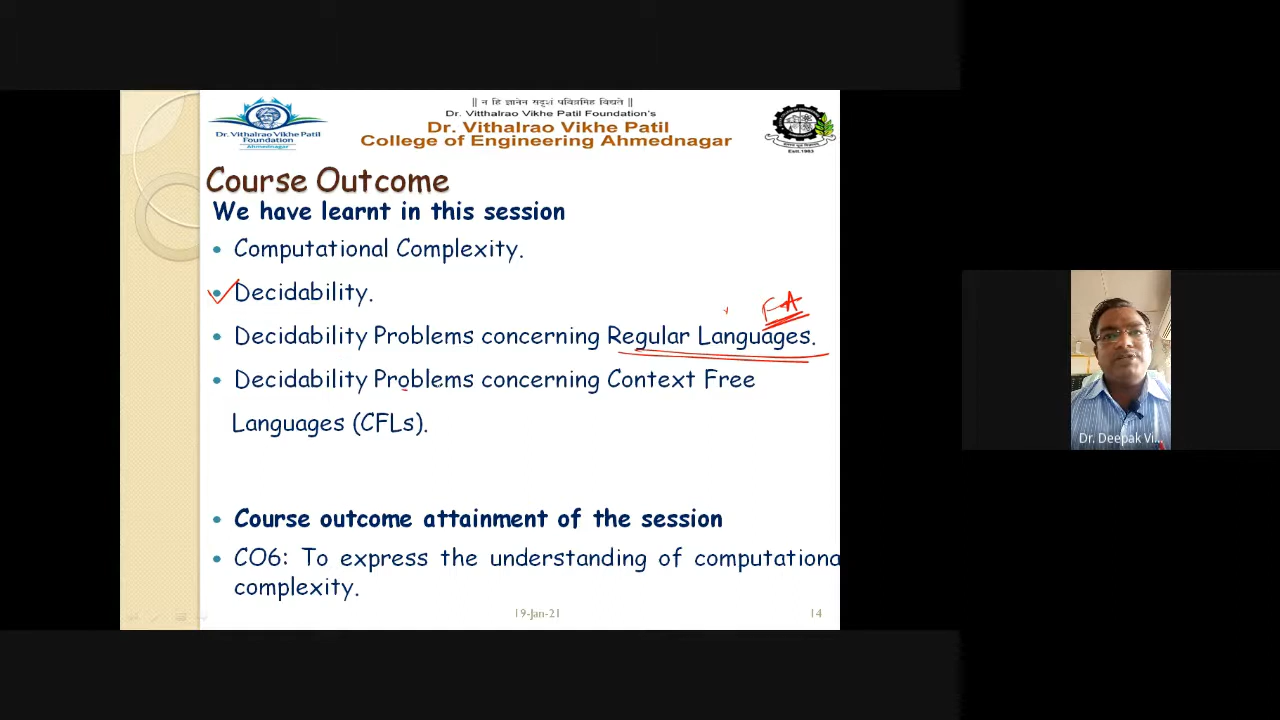 || न हि ज्ञानेन सदृशं पवित्रमिह विद्यते ||
Dr. Vitthalrao Vikhe Patil Foundation's
Dr. Vithalrao Vikhe Patil
College of Engineering Ahmednagar
Dr. Vithalrao Vikhe Patil
Foundation
Ahmednagar
Estt.1983
Course Outcome
We have learnt in this session
• Computational Complexity.
• Decidability.
FA
• Decidability Problems concerning Regular Languages.
• Decidability Problems concerning Context Free
Languages (CFLs).
• Course outcome attainment of the session
• CO6: To express the understanding of computationa
complexity.
19-Jan-21
14
Dr. Deepak Vi...